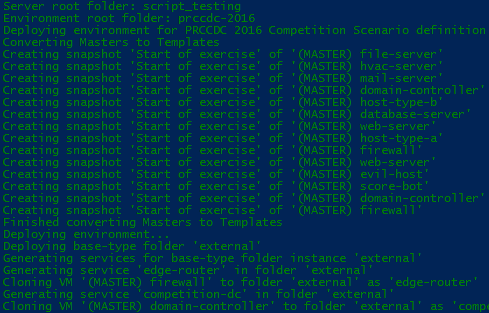 Server root folder: script_testing
Environment root folder: prccdc-2016
Deploying environment for PRCCDC 2016 Competition Scenario definition
Converting Masters to Templates
Creating snapshot 'Start of exercise' of '(MASTER) file-server'
Creating snapshot 'Start of exercise' of '(MASTER) hvac-server'
Creating snapshot 'Start of exercise' of '(MASTER) mail-server'
Creating snapshot 'Start of exercise' of '(MASTER) domain-controller'
Creating snapshot 'Start of exercise' of '(MASTER) host-type-b'
Creating snapshot 'Start of exercise' of '(MASTER) database-server'
Creating snapshot 'Start of exercise' of '(MASTER) web-server'
Creating snapshot 'Start of exercise' of '(MASTER) host-type-a'
Creating snapshot 'Start of exercise' of '(MASTER) firewall'
Creating snapshot 'Start of exercise' of '(MASTER) web-server'
Creating snapshot 'Start of exercise' of '(MASTER) evil-host'
Creating snapshot 'Start of exercise' of '(MASTER) score-bot'
Creating snapshot 'Start of exercise' of '(MASTER) domain-controller'
Creating snapshot 'Start of exercise' of '(MASTER) firewall'
Finished converting Masters to Templates
Deploying environment...
Deploying base-type folder 'external'
Generating services for base-type folder instance 'external'
Generating service 'edge-router' in folder 'external'
Cloning VM '(MASTER) firewall' to folder 'external' as 'edge-router'
Generating service 'competition-dc' in folder 'external'
Cloning VM '(MASTER) domain-controller' to folder 'external' as 'compe